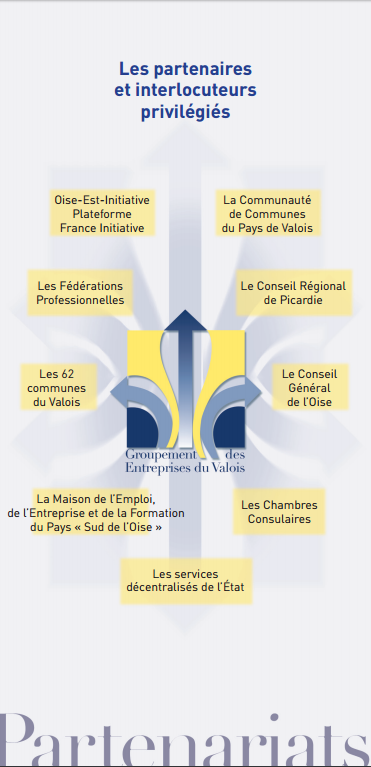 Les partenaires
et interlocuteurs
privilégiés
Oise-Est-Initiative
Plateforme
France Initiative
La Communauté
de Communes
du Pays de Valois
Les Fédérations
Professionnelles
Le Conseil Régional
de Picardie
Les 62
communes
du Valois
Le Conseil
Général
de l’Oise
Groupement des
Entreprises du Valois
La Maison de l’Emploi,
de l’Entreprise et de la Formation
du Pays « Sud de l’Oise »
Les Chambres
Consulaires
Les services
décentralisés de l’État
Partenariats